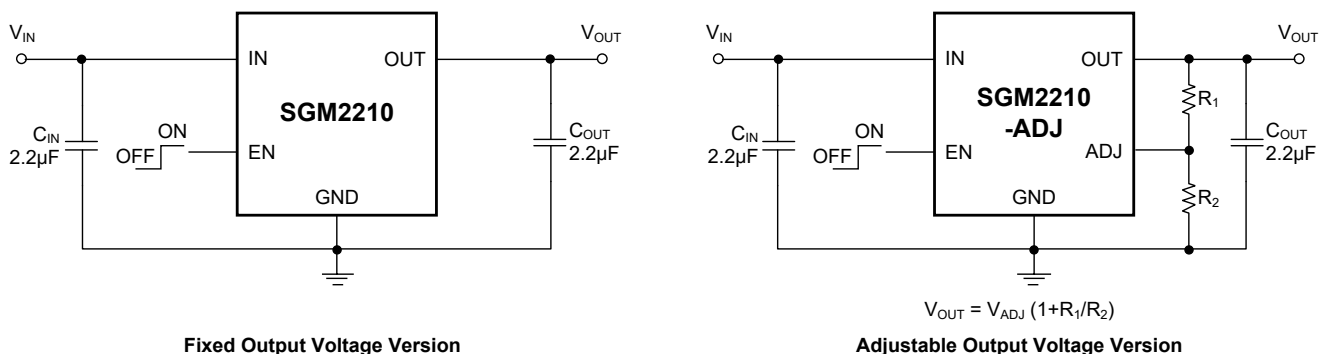 V_IN
V_OUT
IN
OUT
SGM2210
C_IN
2.2μF
ON
OFF
EN
C_OUT
2.2μF
GND
Fixed Output Voltage Version
V_IN
V_OUT
IN
OUT
SGM2210
-ADJ
R_1
C_IN
2.2μF
ON
OFF
EN
ADJ
C_OUT
2.2μF
R_2
GND
V_OUT = V_ADJ (1+R_1/R_2)
Adjustable Output Voltage Version